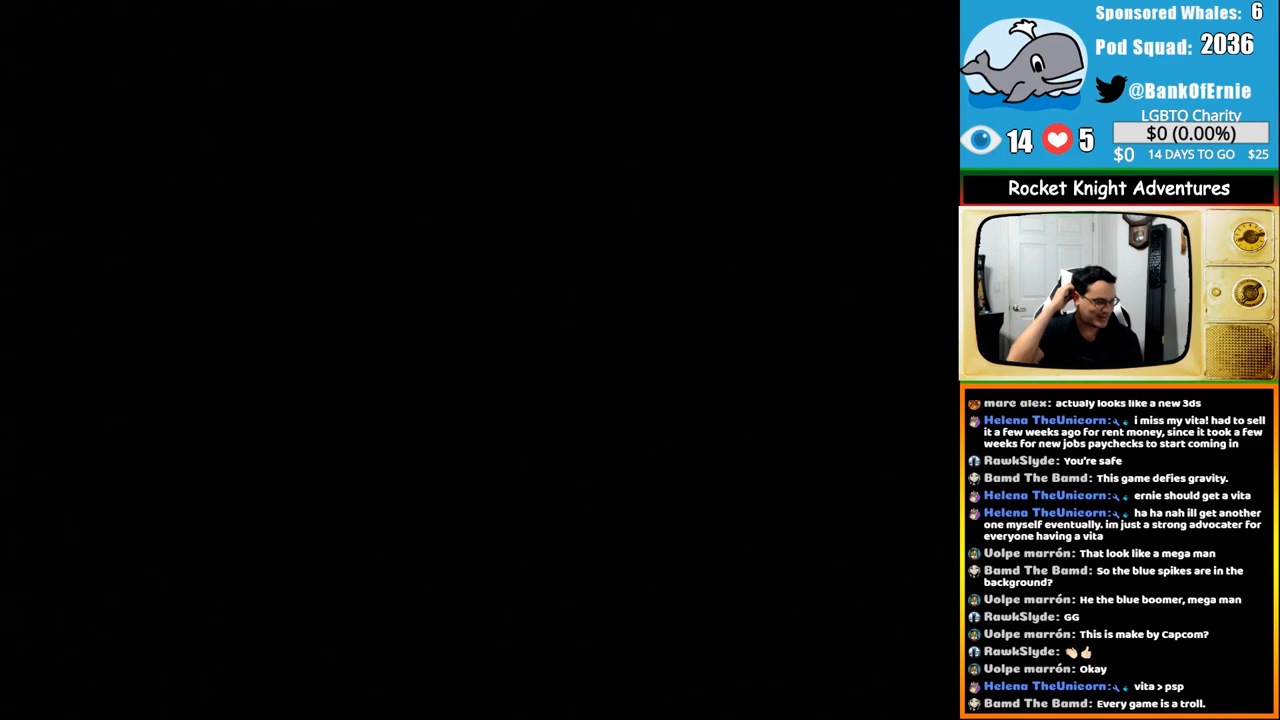 Sponsored Whales: 6
Pod Squad: 2036
@BankOfErnie
LGBTQ Charity
14
5
$0 (0.00%)
$0 14 DAYS TO GO $25
Rocket Knight Adventures
marc alex: actualy looks like a new 3ds
Helena TheUnicorn: i miss my vita! had to sell
it a few weeks ago for rent money, since it took a few
weeks for new jobs paychecks to start coming in
RawkSlyde: You're safe
Bamd The Bamd: This game defies gravity.
Helena TheUnicorn: ernie should get a vita
Helena TheUnicorn: ha ha nah ill get another
one myself eventually. im just a strong advocater for
everyone having a vita
Uolpe marrón: That look like a mega man
Bamd The Bamd: So the blue spikes are in the
background?
Uolpe marrón: He the blue boomer, mega man
RawkSlyde: GG
Uolpe marrón: This is make by Capcom?
RawkSlyde: 👏🏻👍🏻
Uolpe marrón: Okay
Helena TheUnicorn: vita > psp
Bamd The Bamd: Every game is a troll.